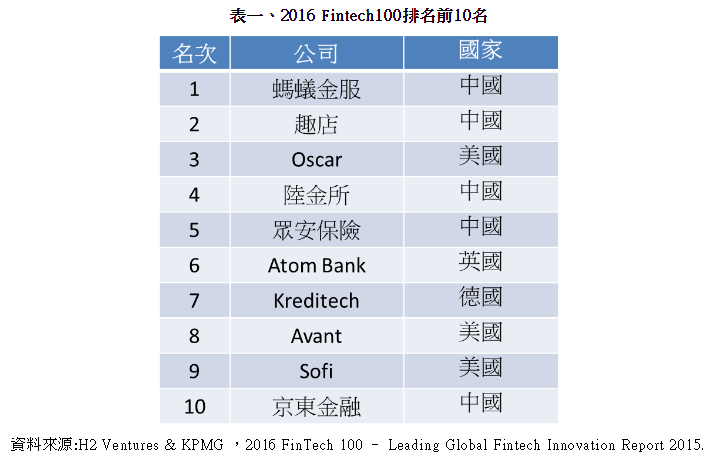 表一、2016 Fintech100排名前10名
名次 公司 國家
1 螞蟻金服 中國
2 趣店 中國
3 Oscar 美國
4 陸金所 中國
5 眾安保險 中國
6 Atom Bank 英國
7 Kreditech 德國
8 Avant 美國
9 Sofi 美國
10 京東金融 中國
資料來源:H2 Ventures & KPMG ，2016 FinTech 100 – Leading Global Fintech Innovation Report 2015.